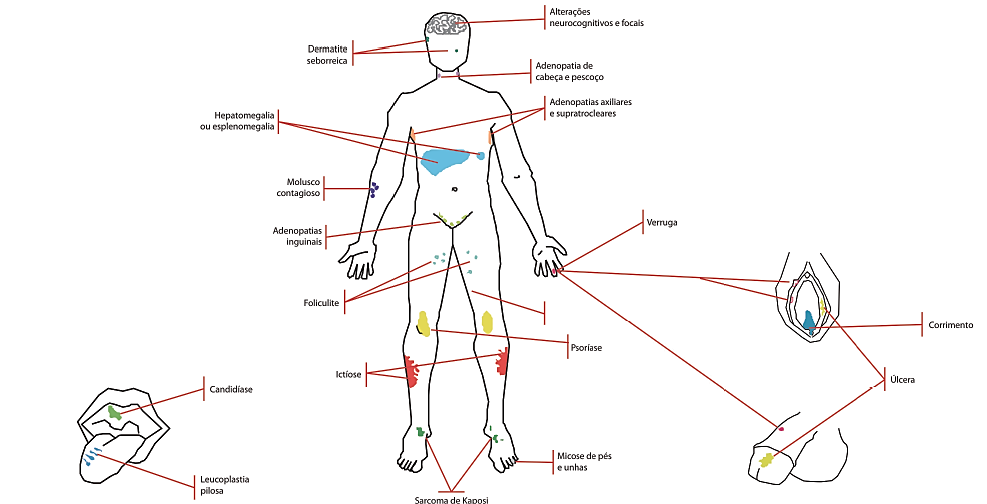 Alterações
neurocognitivos e focais
Dermatite
seborreica
Adenopatia de
cabeça e pescoço
Adenopatias axiliares
e supratrocleares
Hepatomegalia
ou esplenomegalia
Molusco
contagioso
Verruga
Adenopatias
inguinais
Foliculite
Corrimento
Psoríase
Ictíose
Úlcera
Candidíase
Micose de pés
e unhas
Leucoplastia
pilosa
Sarcoma de Kaposi